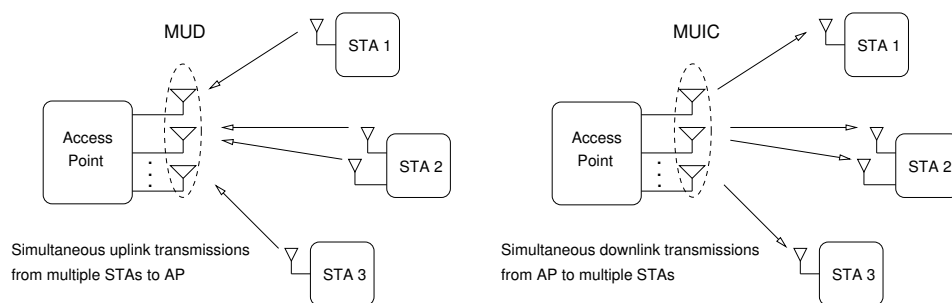 MUD
STA 1
Access
Point
STA 2
STA 3
Simultaneous uplink transmissions
from multiple STAs to AP
MUIC
STA 1
Access
Point
STA 2
STA 3
Simultaneous downlink transmissions
from AP to multiple STAs